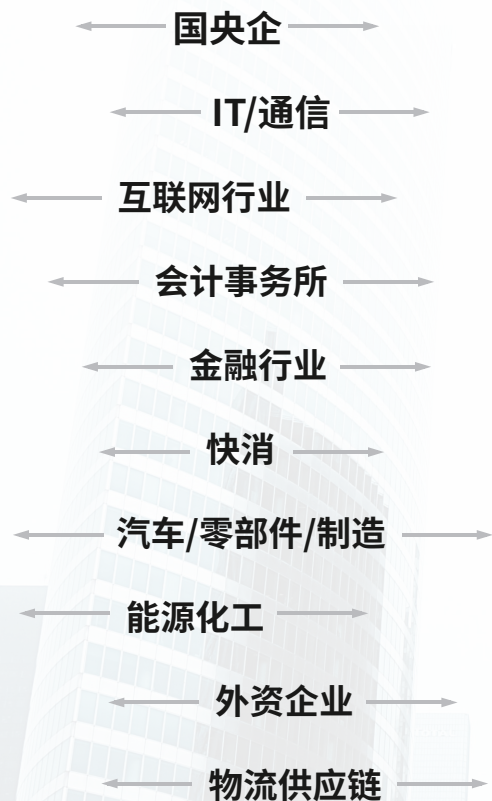 国央企
IT/通信
互联网行业
会计事务所
金融行业
快消
汽车/零部件/制造
能源化工
外资企业
物流供应链